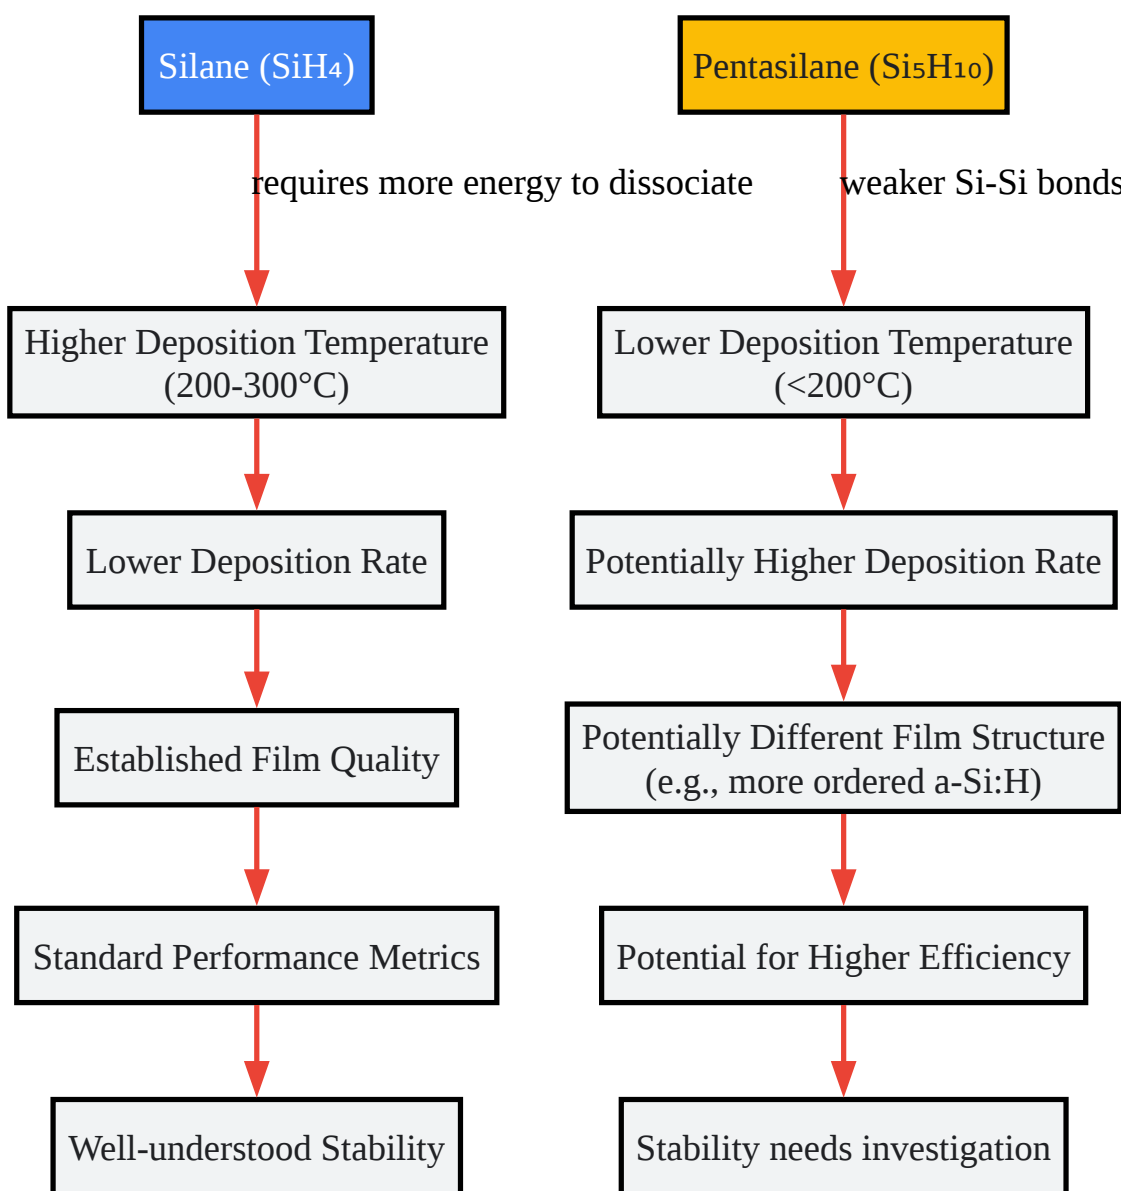 Silane (SiH₄)
requires more energy to dissociate
Higher Deposition Temperature
(200-300°C)
Lower Deposition Rate
Established Film Quality
Standard Performance Metrics
Well-understood Stability
Pentasilane (Si₅H₁₀)
weaker Si-Si bonds
Lower Deposition Temperature
(<200°C)
Potentially Higher Deposition Rate
Potentially Different Film Structure
(e.g., more ordered a-Si:H)
Potential for Higher Efficiency
Stability needs investigation